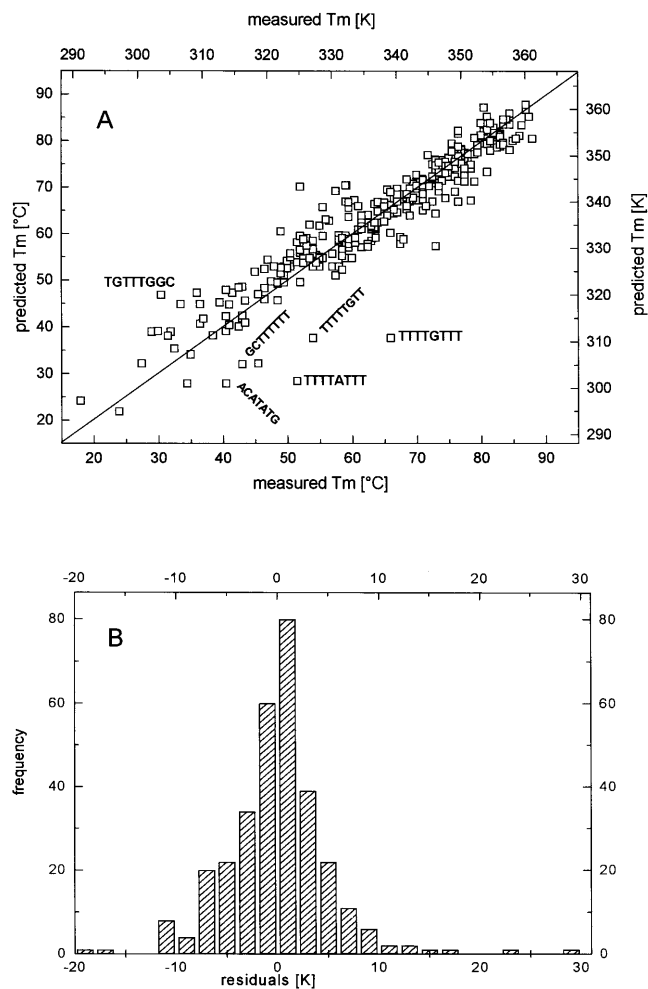 measured Tm [K]
290 300 310 320 330 340 350 360
A
90
80
70
60
50
40
30
20
predicted Tm [°C]
360
350
340
330
320
310
300
290
predicted Tm [K]
TGTTTGGC
GCTTTTTT
TTTTTGTT
TTTTGTTT
TTTTATTT
ACATATG
20 30 40 50 60 70 80 90
measured Tm [°C]
-20 -10 0 10 20 30
B
80
60
40
20
0
frequency
80
60
40
20
0
-20 -10 0 10 20 30
residuals [K]